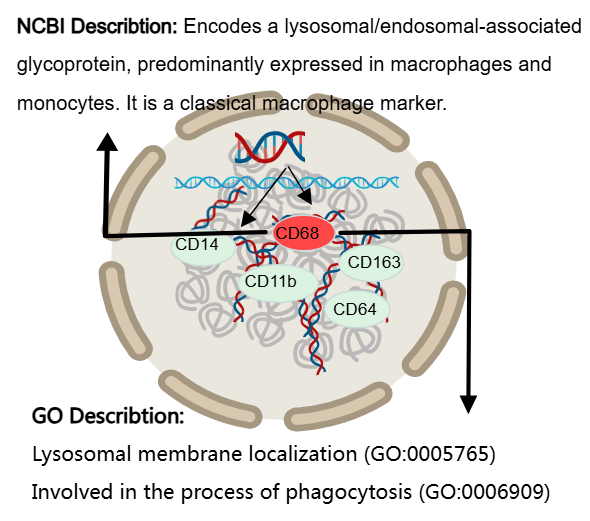 NCBI Describtion: Encodes a lysosomal/endosomal-associated
glycoprotein, predominantly expressed in macrophages and
monocytes. It is a classical macrophage marker.
CD68
CD14
CD163
CD11b
CD64
GO Describtion:
Lysosomal membrane localization (GO:0005765)
Involved in the process of phagocytosis (GO:0006909)